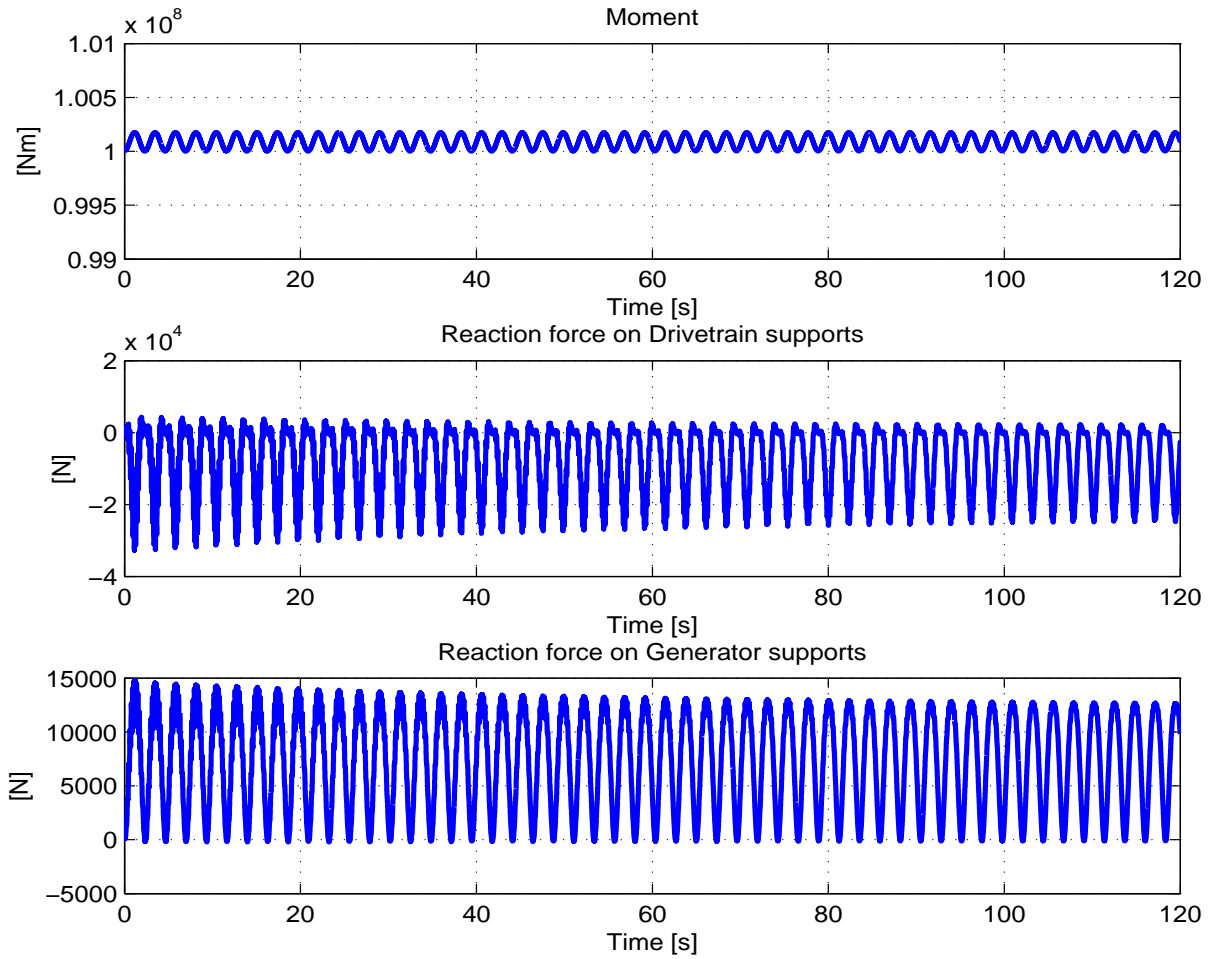 Moment
x 10^8
1.01
1.005
1
0.995
0.99
[Nm]
0 20 40 60 80 100 120
Time [s]
Reaction force on Drivetrain supports
x 10^4
2
0
−2
−4
[N]
0 20 40 60 80 100 120
Time [s]
Reaction force on Generator supports
15000
10000
5000
0
−5000
[N]
0 20 40 60 80 100 120
Time [s]